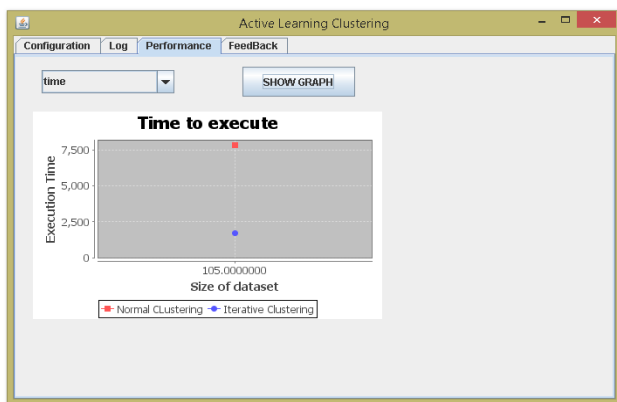 Active Learning Clustering
Configuration Log Performance FeedBack
time SHOW GRAPH
Time to execute
Execution Time
7,500
5,000
2,500
0
105.0000000
Size of dataset
Normal CLustering Iterative Clustering